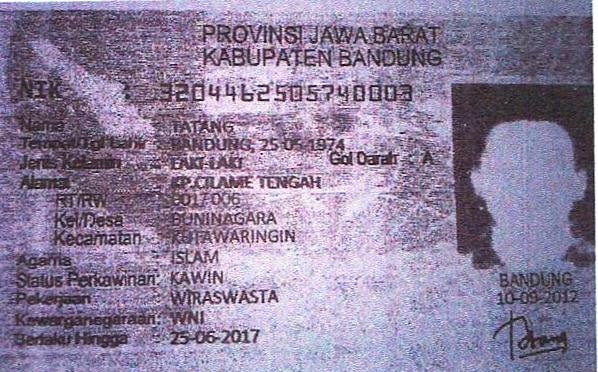 PROVINSI JAWA BARAT
KABUPATEN BANDUNG
NIK : 3204462505740003
Nama : TATANG
Tempat/Tgl Lahir : BANDUNG, 25-05-1974
Jenis Kelamin : LAKI-LAKI Gol Darah : A
Alamat : KP.CILAME TENGAH
RT/RW : 001/006
Kel/Desa : BUNINAGARA
Kecamatan : KUTAWARINGIN
Agama : ISLAM
Status Perkawinan : KAWIN
Pekerjaan : WIRASWASTA
Kewarganegaraan : WNI
Berlaku Hingga : 25-06-2017
BANDUNG
10-09-2012
Tatang